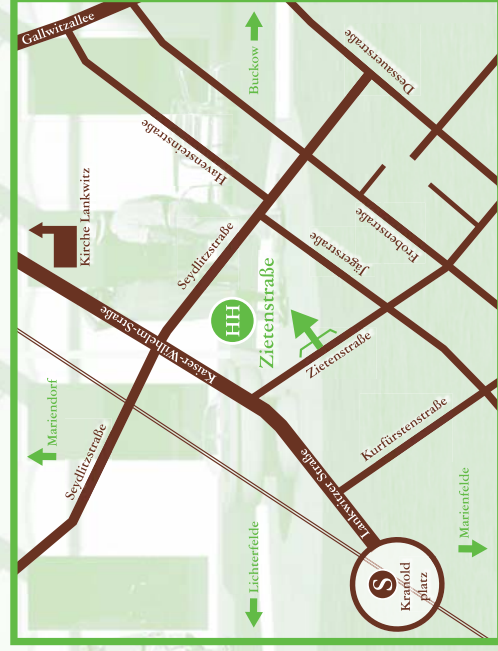 Gallwitzallee
Buckow
Dessauerstraße
Havensteinstraße
Kirche Lankwitz
Seydlitzstraße
Frobenstraße
Jägerstraße
HH
Zietenstraße
Kaiser-Wilhelm-Straße
Zietenstraße
Mariendorf
Seydlitzstraße
Kurfürstenstraße
Lankwitzer Straße
Lichterfelde
Marienfelde
S
Kranold
platz